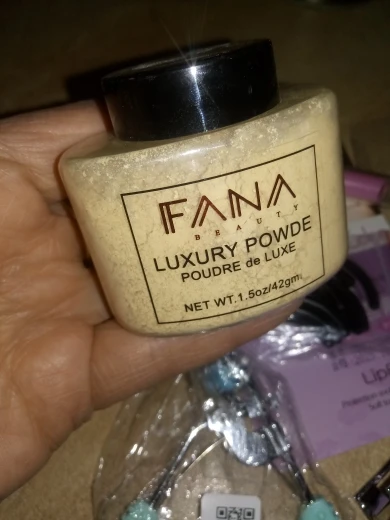 FANA
BEAUTY
LUXURY POWDE
POUDRE de LUXE
NET WT.1.5oz/42gm.